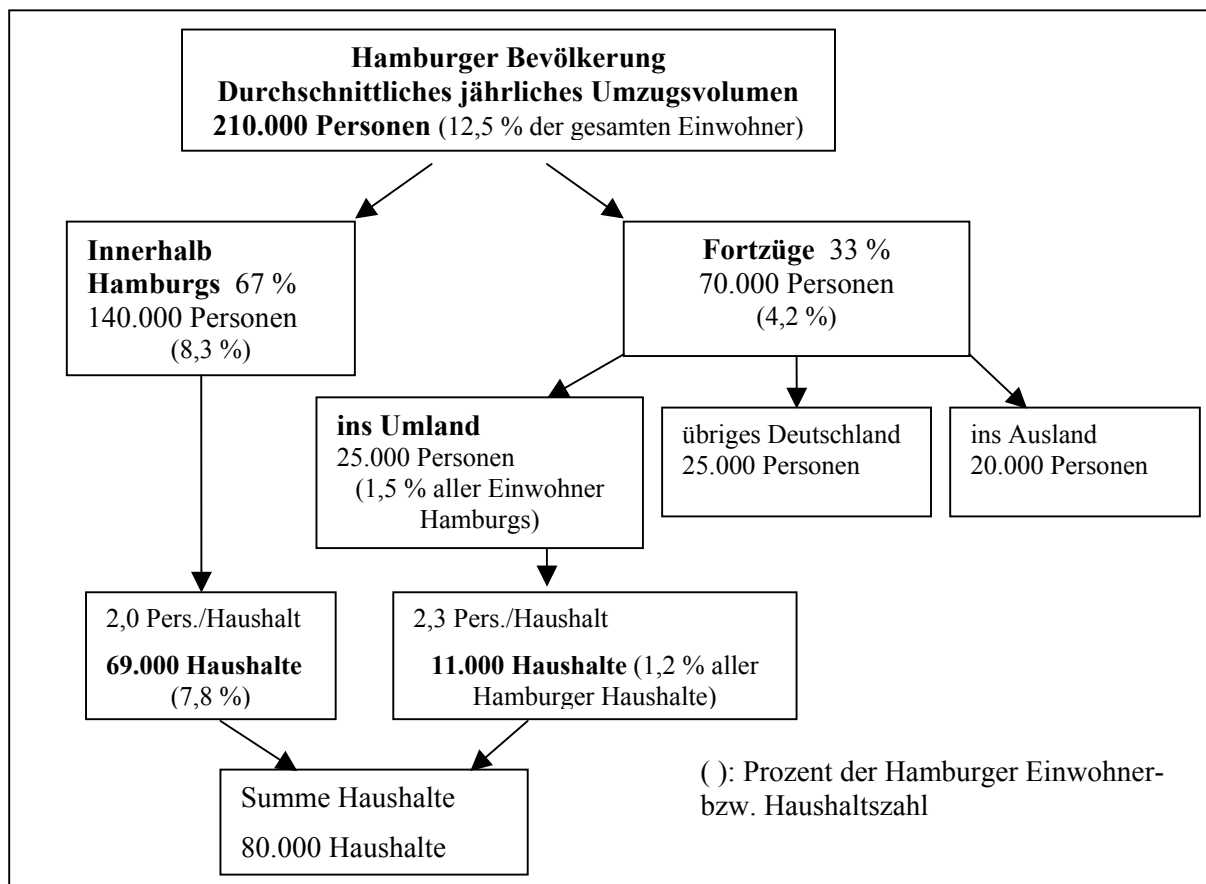 Hamburger Bevölkerung
Durchschnittliches jährliches Umzugsvolumen
210.000 Personen (12,5 % der gesamten Einwohner)
Innerhalb
Hamburgs 67 %
140.000 Personen
(8,3 %)
Fortzüge 33 %
70.000 Personen
(4,2 %)
ins Umland
25.000 Personen
(1,5 % aller Einwohner
Hamburgs)
übriges Deutschland
25.000 Personen
ins Ausland
20.000 Personen
2,0 Pers./Haushalt
69.000 Haushalte
(7,8 %)
2,3 Pers./Haushalt
11.000 Haushalte (1,2 % aller
Hamburger Haushalte)
Summe Haushalte
80.000 Haushalte
( ): Prozent der Hamburger Einwohner-
bzw. Haushaltszahl